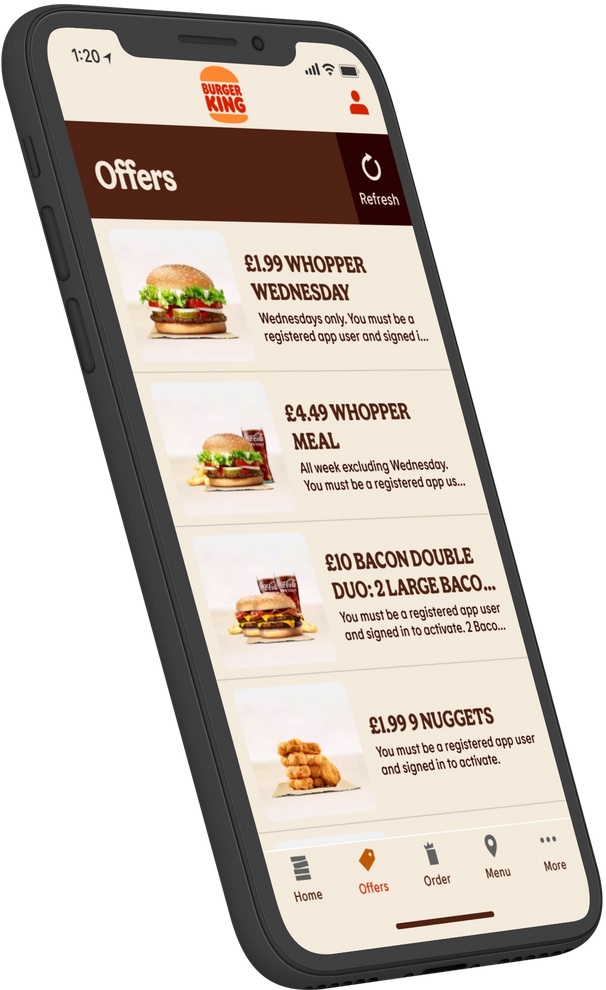 1:20
BURGER
KING
Offers
Refresh
£1.99 WHOPPER
WEDNESDAY
Wednesdays only. You must be a
registered app user and signed i...
£4.49 WHOPPER
MEAL
All week excluding Wednesday.
You must be a registered app us...
£10 BACON DOUBLE
DUO: 2 LARGE BACO...
You must be a registered app user
and signed in to activate. 2 Baco...
£1.99 9 NUGGETS
You must be a registered app user
and signed in to activate.
Home
Offers
Order
Menu
More